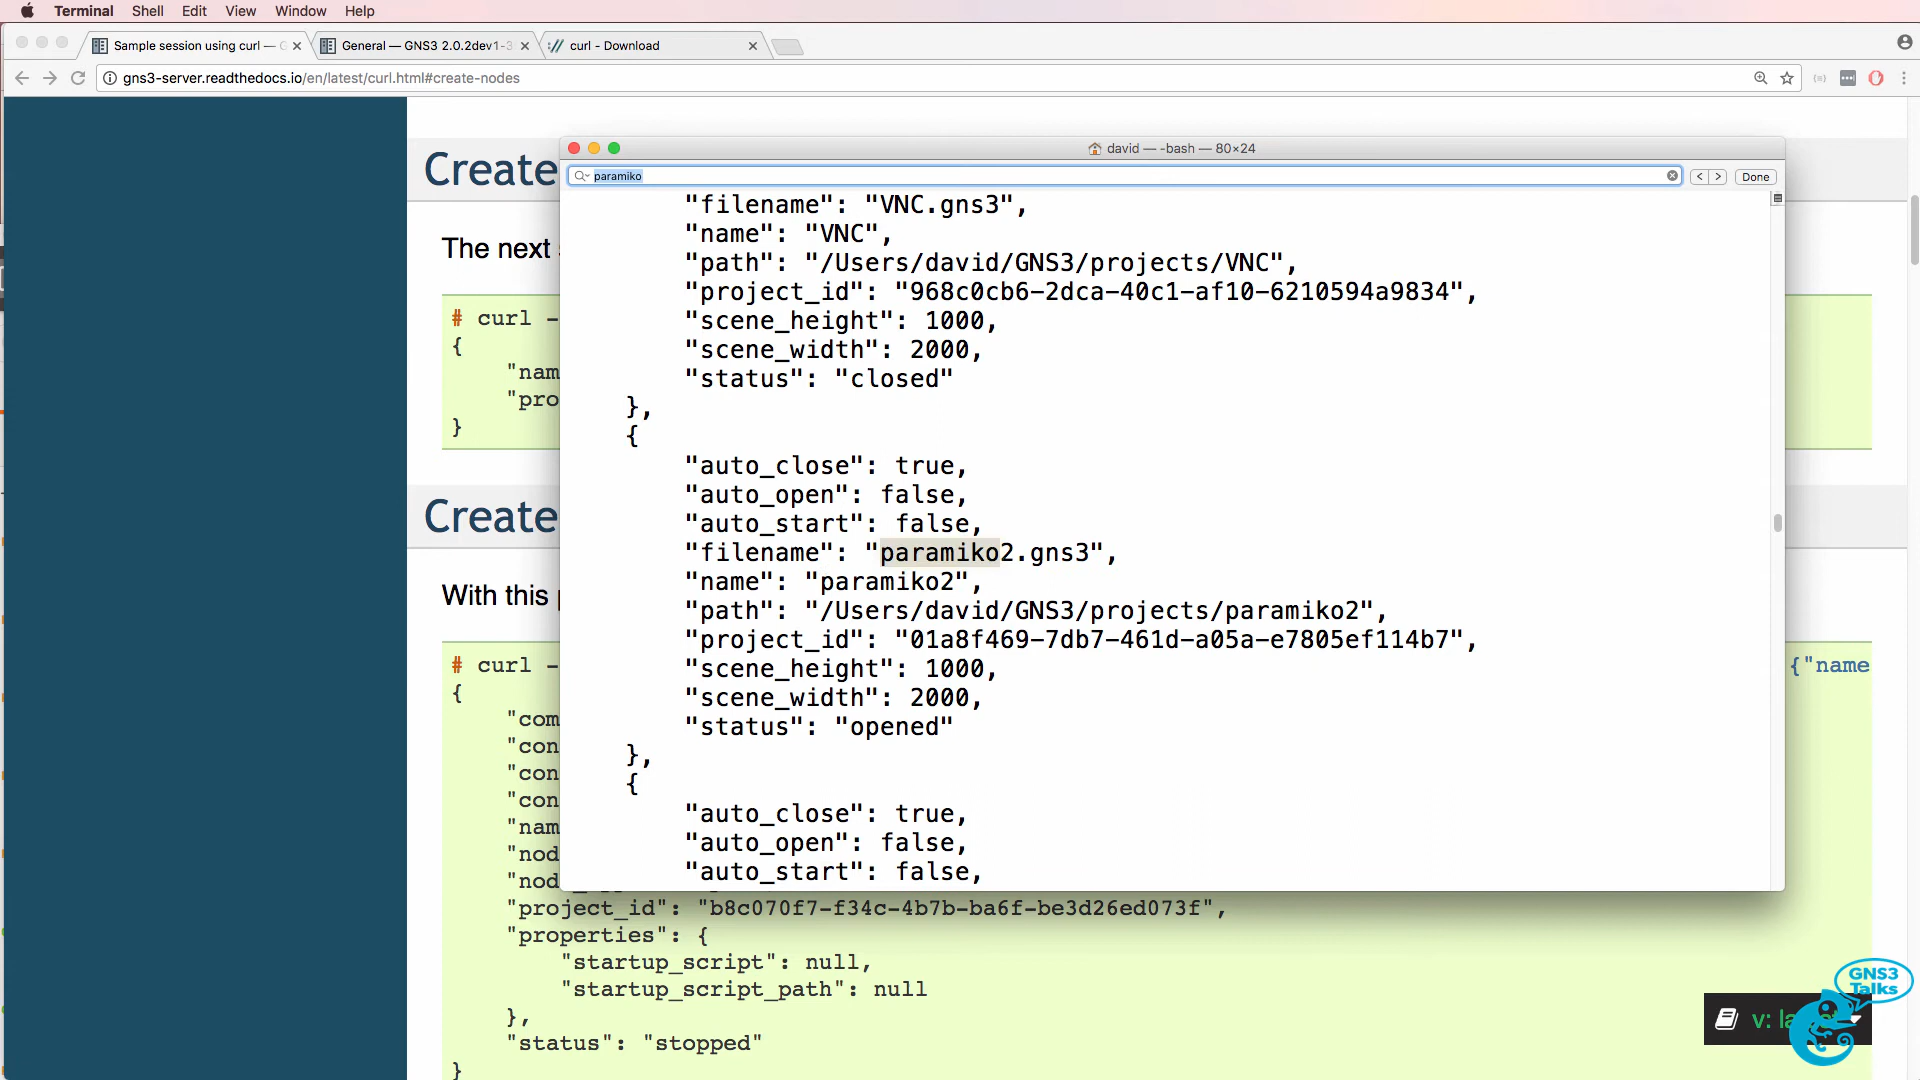 Terminal Shell Edit View Window Help
Sample session using curl — G
General — GNS3 2.0.2dev1-3
curl - Download
gns3-server.readthedocs.io/en/latest/curl.html#create-nodes
david — -bash — 80×24
paramiko
Done
"filename": "VNC.gns3",
"name": "VNC",
"path": "/Users/david/GNS3/projects/VNC",
"project_id": "968c0cb6-2dca-40c1-af10-6210594a9834",
"scene_height": 1000,
"scene_width": 2000,
"status": "closed"
},
{
"auto_close": true,
"auto_open": false,
"auto_start": false,
"filename": "paramiko2.gns3",
"name": "paramiko2",
"path": "/Users/david/GNS3/projects/paramiko2",
"project_id": "01a8f469-7db7-461d-a05a-e7805ef114b7",
"scene_height": 1000,
"scene_width": 2000,
"status": "opened"
},
{
"auto_close": true,
"auto_open": false,
"auto_start": false,
Create
The next
# curl -
{
"nam
"pro
}
Create
With this
# curl -
{"name
{
"com
"con
"con
"con
"nam
"nod
"nod
"project_id": "b8c070f7-f34c-4b7b-ba6f-be3d26ed073f",
"properties": {
"startup_script": null,
"startup_script_path": null
},
"status": "stopped"
}
GNS3
Talks
v: la